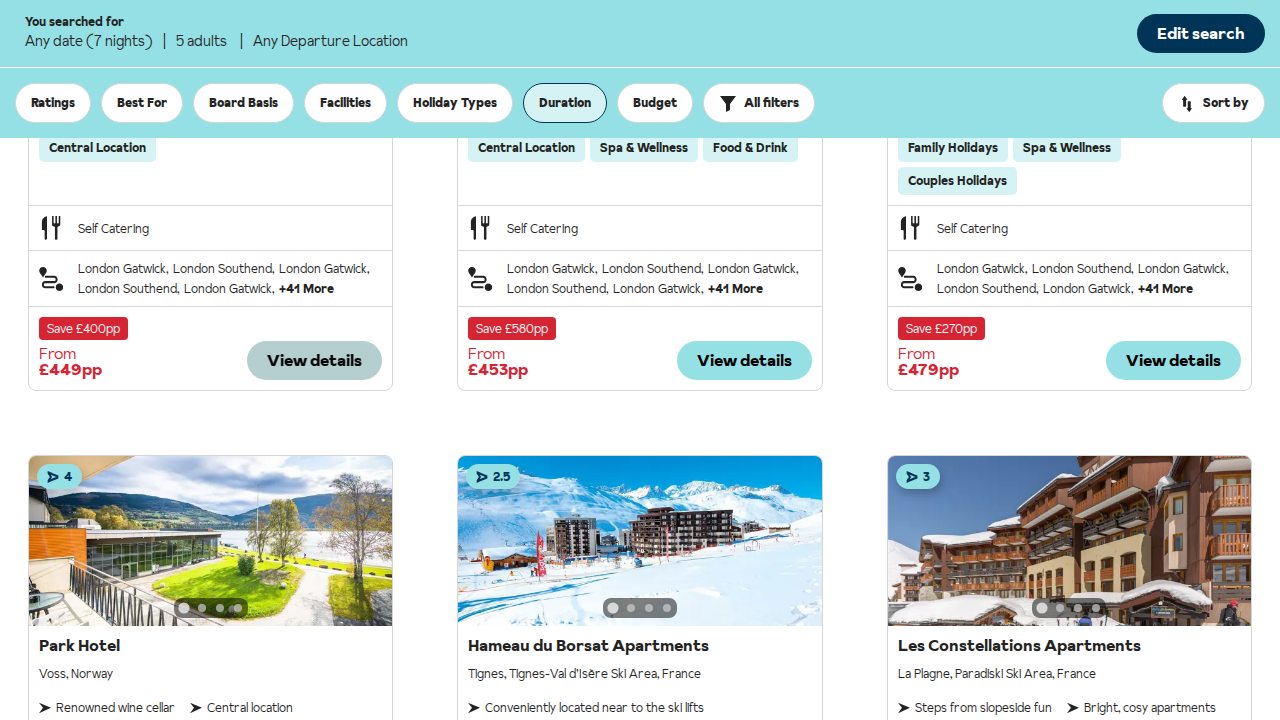 You searched for
Any date (7 nights) | 5 adults | Any Departure Location
Edit search
Ratings
Best For
Board Basis
Facilities
Holiday Types
Duration
Budget
All filters
Sort by
Central Location
Central Location
Spa & Wellness
Food & Drink
Family Holidays
Spa & Wellness
Couples Holidays
Self Catering
Self Catering
Self Catering
London Gatwick, London Southend, London Gatwick,
London Southend, London Gatwick, +41 More
London Gatwick, London Southend, London Gatwick,
London Southend, London Gatwick, +41 More
London Gatwick, London Southend, London Gatwick,
London Southend, London Gatwick, +41 More
Save £400pp
From
£449pp
View details
Save £580pp
From
£453pp
View details
Save £270pp
From
£479pp
View details
4
2.5
3
Park Hotel
Voss, Norway
Renowned wine cellar
Central location
Hameau du Borsat Apartments
Tignes, Tignes-Val d'Isère Ski Area, France
Conveniently located near to the ski lifts
Les Constellations Apartments
La Plagne, Paradiski Ski Area, France
Steps from slopeside fun
Bright, cosy apartments